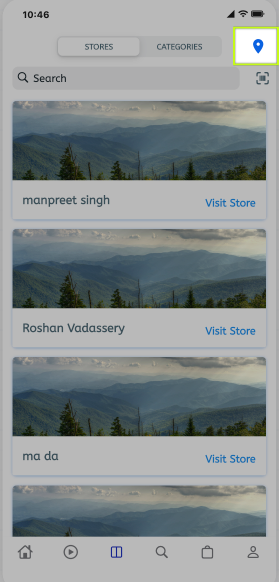 10:46
STORES
CATEGORIES
Search
manpreet singh
Visit Store
Roshan Vadassery
Visit Store
ma da
Visit Store